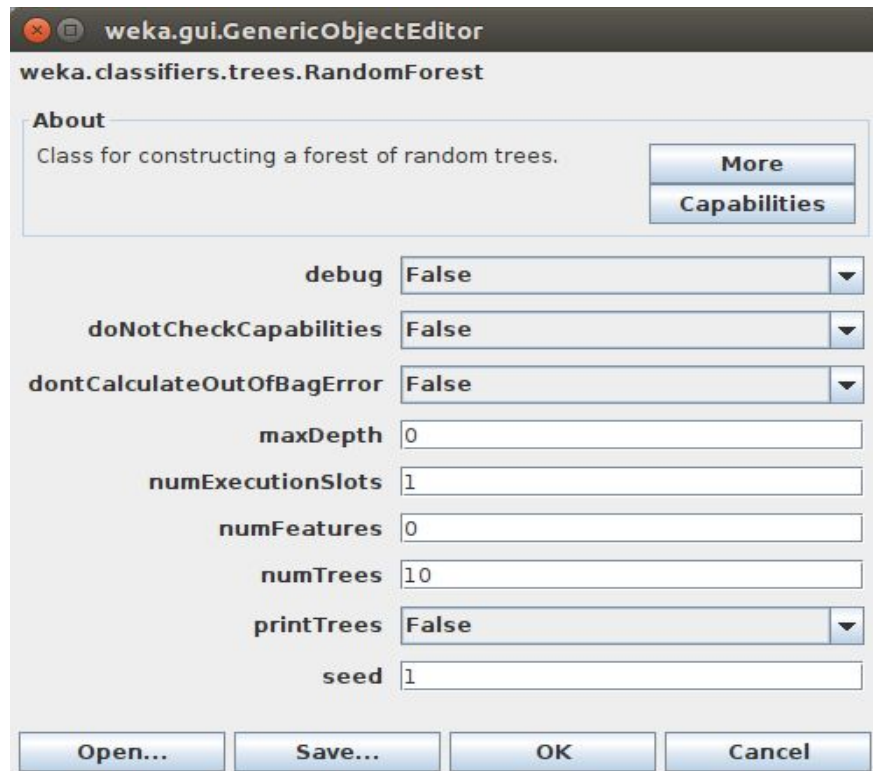 weka.gui.GenericObjectEditor
weka.classifiers.trees.RandomForest
About
Class for constructing a forest of random trees.
More
Capabilities
debug False
doNotCheckCapabilities False
dontCalculateOutOfBagError False
maxDepth 0
numExecutionSlots 1
numFeatures 0
numTrees 10
printTrees False
seed 1
Open... Save... OK Cancel